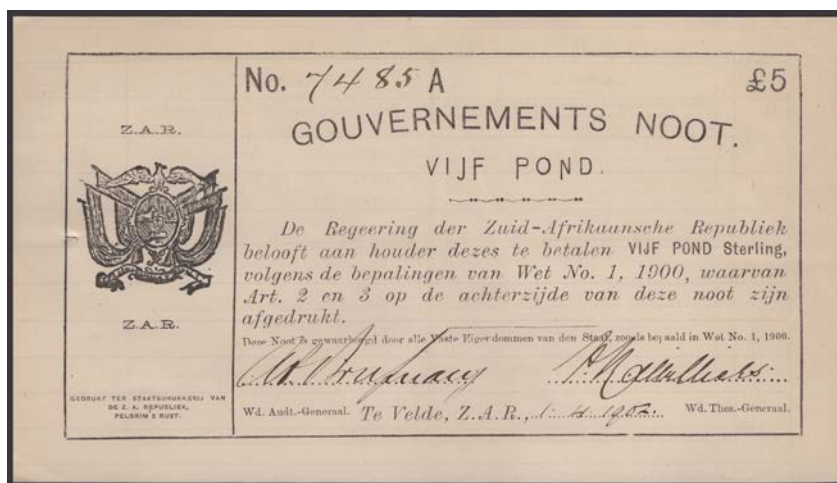 No. 7485 A £5
GOUVERNEMENTS NOOT.
VIJF POND.
De Regeering der Zuid-Afrikaansche Republiek
belooft aan houder dezes te betalen VIJF POND Sterling,
volgens de bepalingen van Wet No. 1, 1900, waarvan
Art. 2 en 3 op de achterzijde van deze noot zijn
afgedrukt.
Deze Noot is gewaarborgd door alle Vaste Eigendommen van den Staat, zooals bepaald in Wet No. 1, 1900.
Wd. Audt.-Generaal. Te Velde, Z.A.R., 1.4.1902. Wd. Thes.-Generaal.
Z.A.R.
Z.A.R.
GEDRUKT TER STAATSDRUKKERIJ VAN
DE Z. A. REPUBLIEK,
PELGRIM'S RUST.